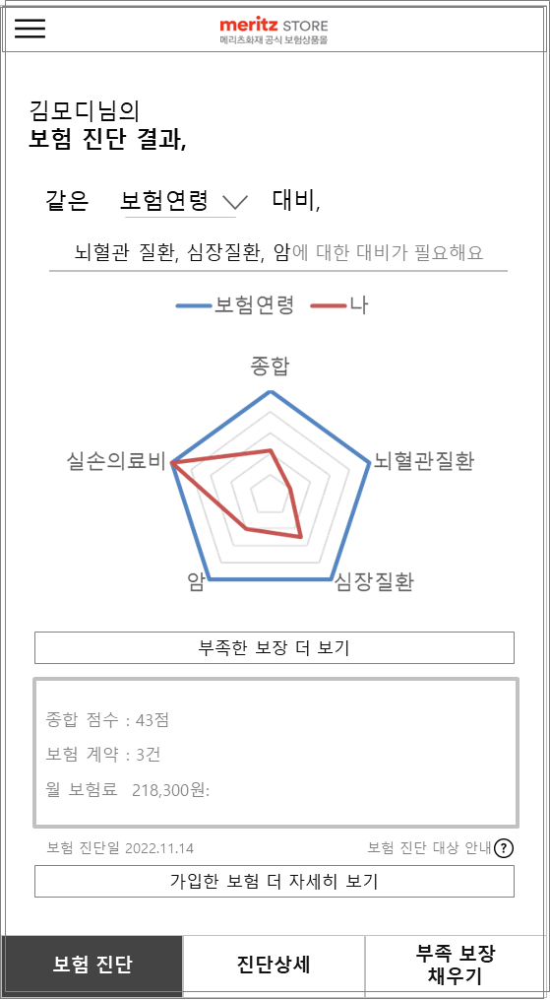 meritz STORE
메리츠화재 공식 보험상품몰
김모디님의
보험 진단 결과,
같은 보험연령 대비,
뇌혈관 질환, 심장질환, 암에 대한 대비가 필요해요
보험연령 나
종합
실손의료비 뇌혈관질환
암 심장질환
부족한 보장 더 보기
종합 점수 : 43점
보험 계약 : 3건
월 보험료 218,300원:
보험 진단일 2022.11.14 보험 진단 대상 안내 ?
가입한 보험 더 자세히 보기
보험 진단 진단상세 부족 보장
채우기